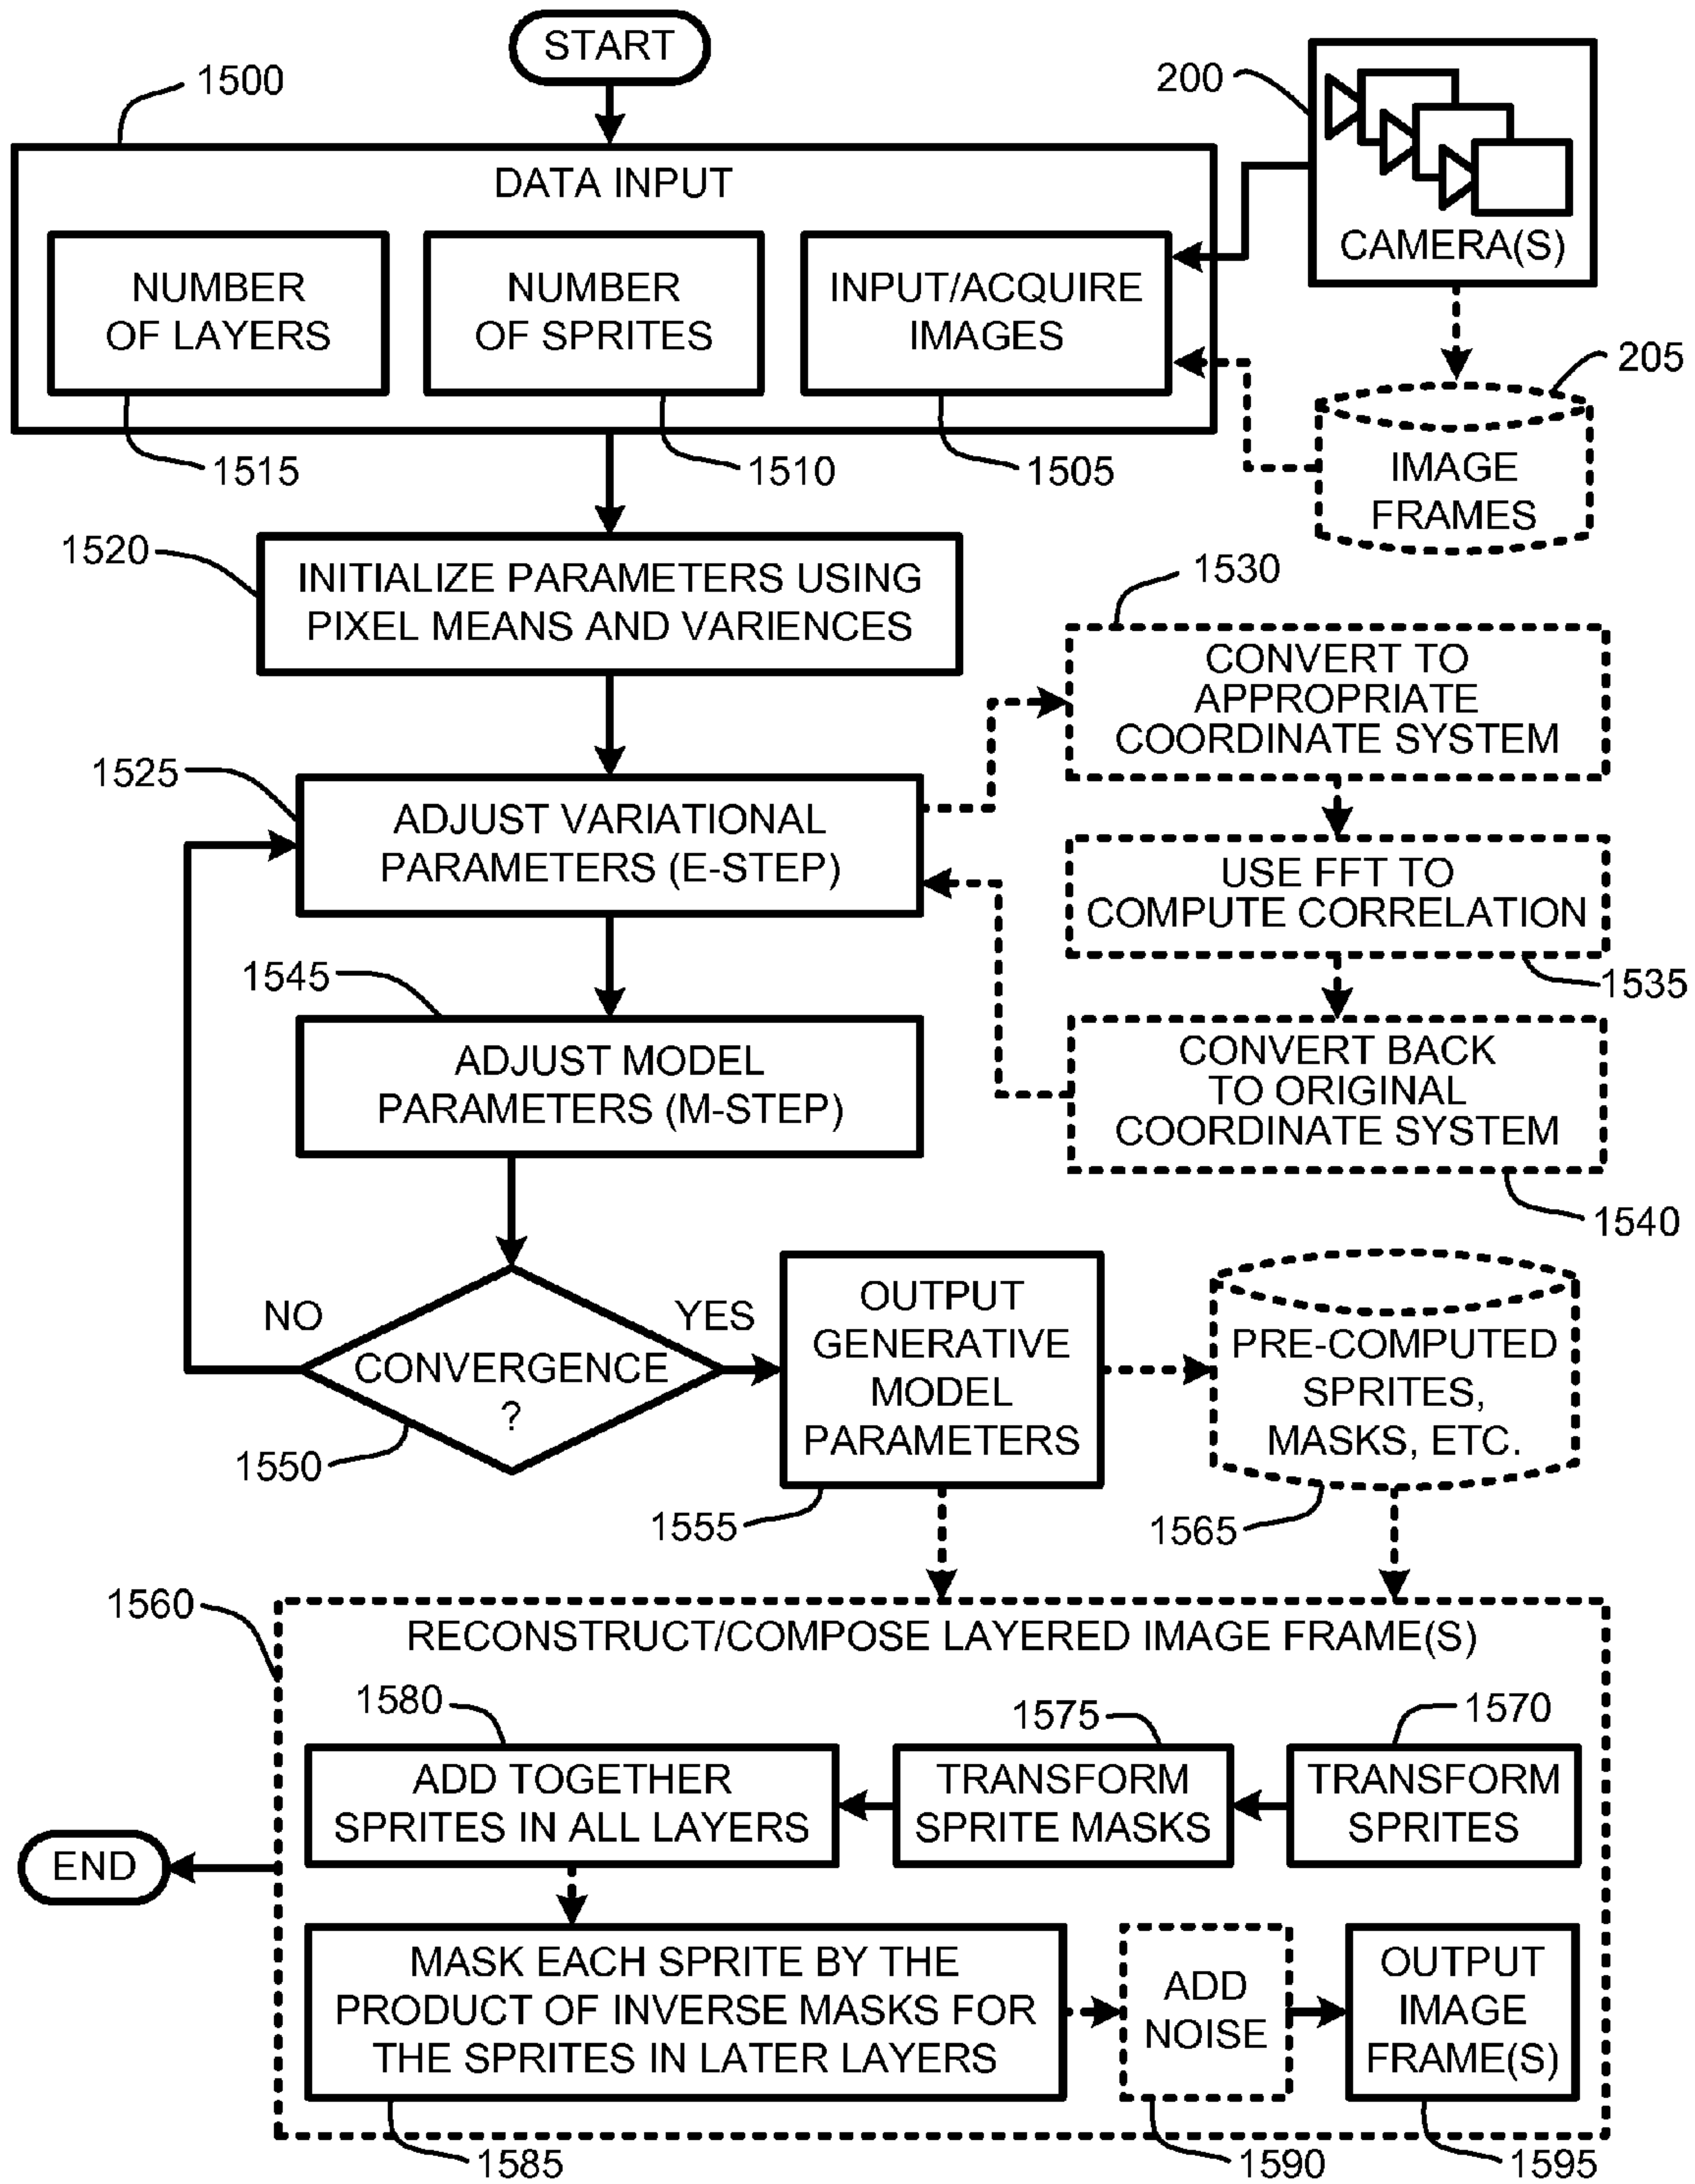 START
1500
200
DATA INPUT
CAMERA(S)
NUMBER
OF LAYERS
NUMBER
OF SPRITES
INPUT/ACQUIRE
IMAGES
205
1515
1510
1505
IMAGE
FRAMES
1520
INITIALIZE PARAMETERS USING
PIXEL MEANS AND VARIENCES
1530
CONVERT TO
APPROPRIATE
COORDINATE SYSTEM
1525
ADJUST VARIATIONAL
PARAMETERS (E-STEP)
USE FFT TO
COMPUTE CORRELATION
1535
1545
ADJUST MODEL
PARAMETERS (M-STEP)
CONVERT BACK
TO ORIGINAL
COORDINATE SYSTEM
1540
NO
YES
CONVERGENCE
?
1550
OUTPUT
GENERATIVE
MODEL
PARAMETERS
1555
PRE-COMPUTED
SPRITES,
MASKS, ETC.
1565
1560
RECONSTRUCT/COMPOSE LAYERED IMAGE FRAME(S)
1580
1575
1570
ADD TOGETHER
SPRITES IN ALL LAYERS
TRANSFORM
SPRITE MASKS
TRANSFORM
SPRITES
END
MASK EACH SPRITE BY THE
PRODUCT OF INVERSE MASKS FOR
THE SPRITES IN LATER LAYERS
ADD
NOISE
OUTPUT
IMAGE
FRAME(S)
1585
1590
1595